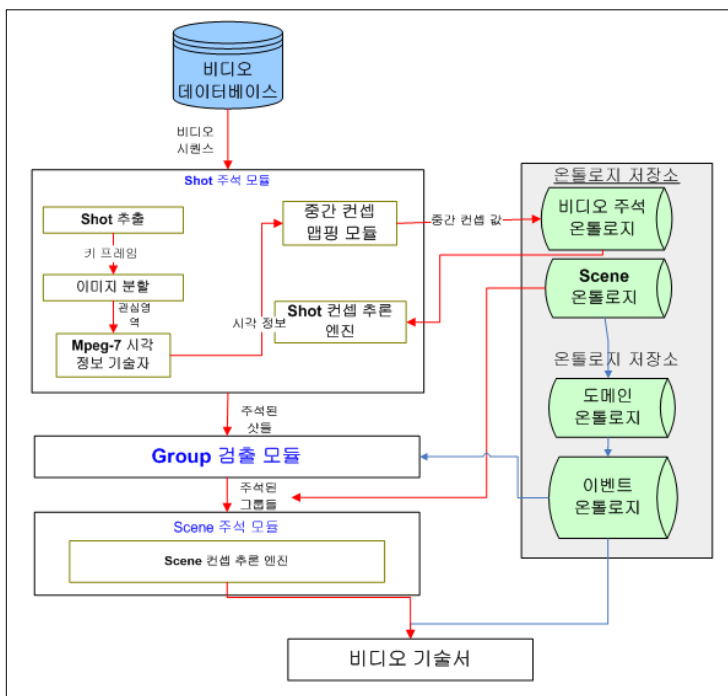 비디오
데이터베이스
비디오
시퀀스
Shot 주석 모듈
Shot 추출
키 프레임
이미지 분할
관심영
역
Mpeg-7 시각
정보 기술자
중간 컨셉
맵핑 모듈
시각 정보
Shot 컨셉 추론
엔진
중간 컨셉 값
온톨로지 저장소
비디오 주석
온톨로지
Scene
온톨로지
온톨로지 저장소
도메인
온톨로지
이벤트
온톨로지
주석된
샷들
Group 검출 모듈
주석된
그룹들
Scene 주석 모듈
Scene 컨셉 추론 엔진
비디오 기술서